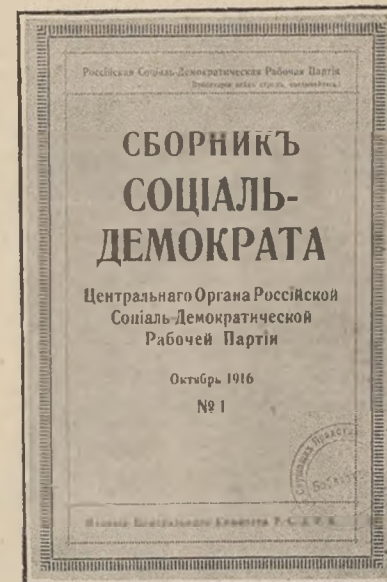 Россійская Соціаль-Демократическая Рабочая Партія
СБОРНИКЪ
СОЦІАЛЬ-
ДЕМОКРАТА
Центральнаго Органа Россійской
Соціаль-Демократической
Рабочей Партіи
Октябрь 1916
№ 1
Изданіе Центральнаго Комитета Р. С. Д. Р. П.